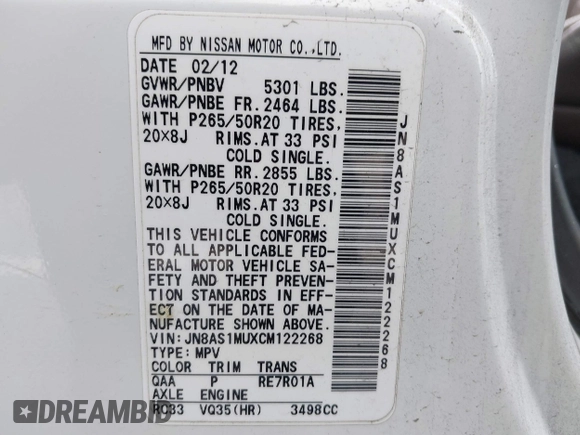 MFD BY NISSAN MOTOR CO.,LTD.
DATE 02/12
GVWR/PNBV 5301 LBS.
GAWR/PNBE FR. 2464 LBS.
WITH P265/50R20 TIRES,
20×8J RIMS.AT 33 PSI
COLD SINGLE.
GAWR/PNBE RR. 2855 LBS.
WITH P265/50R20 TIRES,
20×8J RIMS.AT 33 PSI
COLD SINGLE.
THIS VEHICLE CONFORMS
TO ALL APPLICABLE FED-
ERAL MOTOR VEHICLE SA-
FETY AND THEFT PREVEN-
TION STANDARDS IN EFF-
ECT ON THE DATE OF MA-
NUFACTURE SHOWN ABOVE.
VIN: JN8AS1MUXCM122268
TYPE: MPV
COLOR TRIM TRANS
QAA P RE7R01A
AXLE ENGINE
RC33 VQ35(HR) 3498CC
JN8AS1MUXCM122268
AUTOBIDMASTER